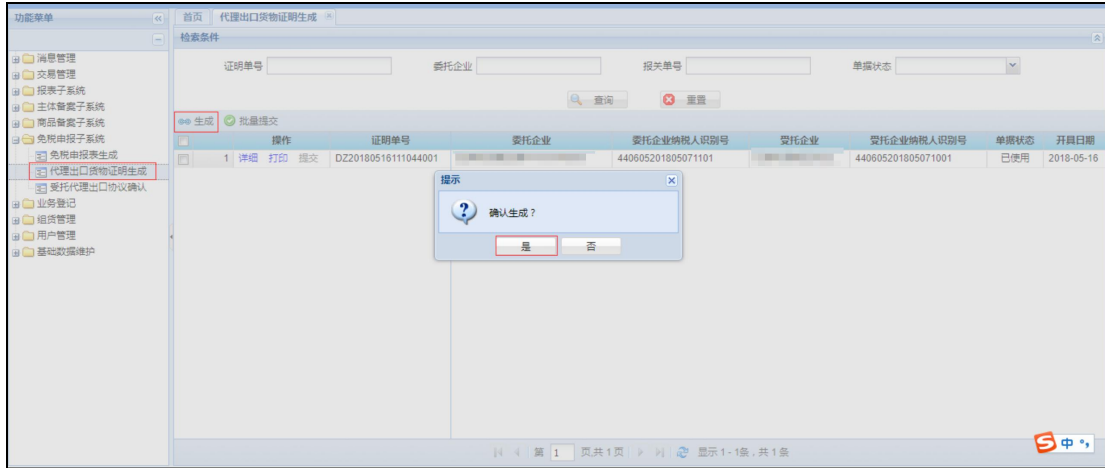 功能菜单
首页 代理出口货物证明生成
检索条件
消息管理
交易管理
报表子系统
主体备案子系统
商品备案子系统
免税申报子系统
免税申报表生成
代理出口货物证明生成
受托代理出口协议确认
业务登记
组货管理
用户管理
基础数据维护
证明单号 委托企业 报关单号 单据状态
查询 重置
生成 批量提交
操作 证明单号 委托企业 委托企业纳税人识别号 受托企业 受托企业纳税人识别号 单据状态 开具日期
1 详细 打印 提交 DZ20180516111044001 440605201805071101 440605201805071001 已使用 2018-05-16
提示
确认生成？
是 否
第 1 页,共 1 页 显示 1 - 1条，共 1 条
中